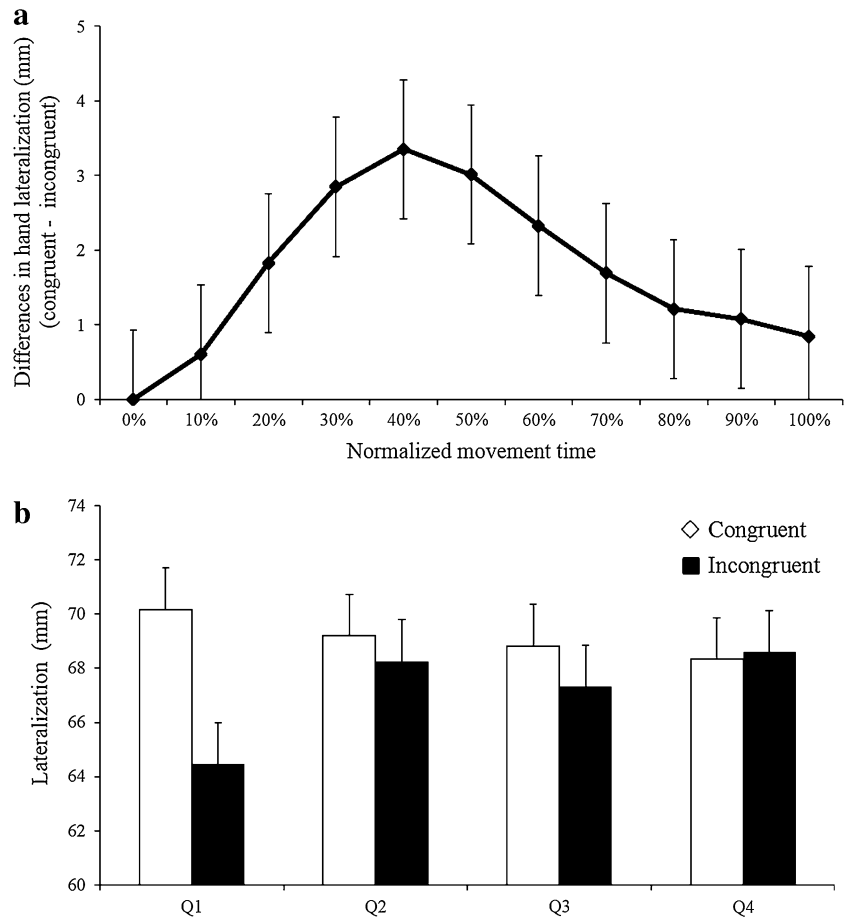 a
Differences in hand lateralization (mm)
(congruent - incongruent)
5
4
3
2
1
0
0% 10% 20% 30% 40% 50% 60% 70% 80% 90% 100%
Normalized movement time
b
Lateralization (mm)
74
72
70
68
66
64
62
60
Congruent
Incongruent
Q1 Q2 Q3 Q4